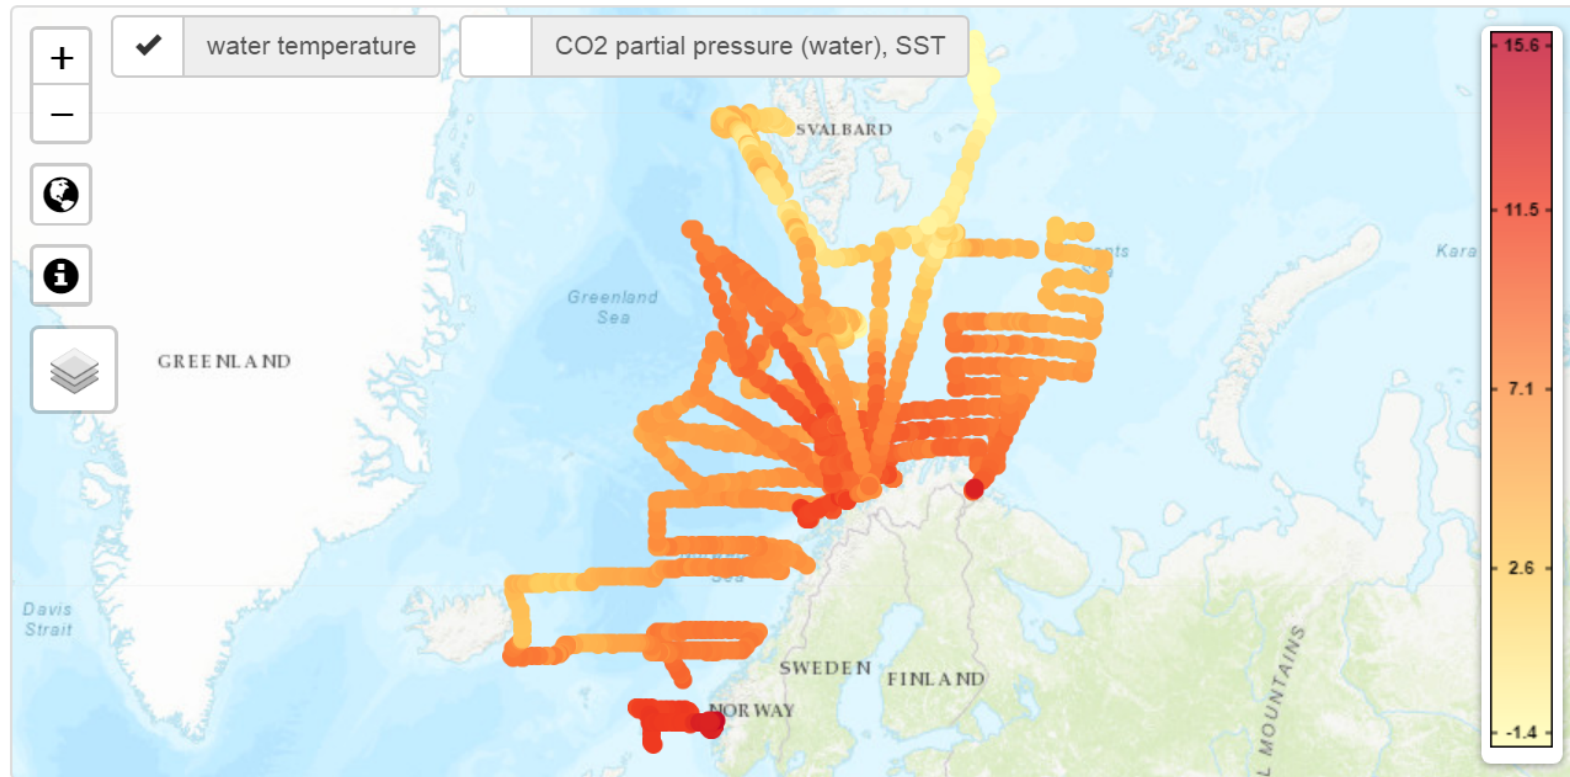 +
water temperature
CO2 partial pressure (water), SST
−
15.6
11.5
7.1
2.6
-1.4
SVALBARD
Kara
Greenland
Sea
GREENLAND
Sea
Davis
Strait
SWEDEN
FINLAND
NORWAY
MOUNTAINS